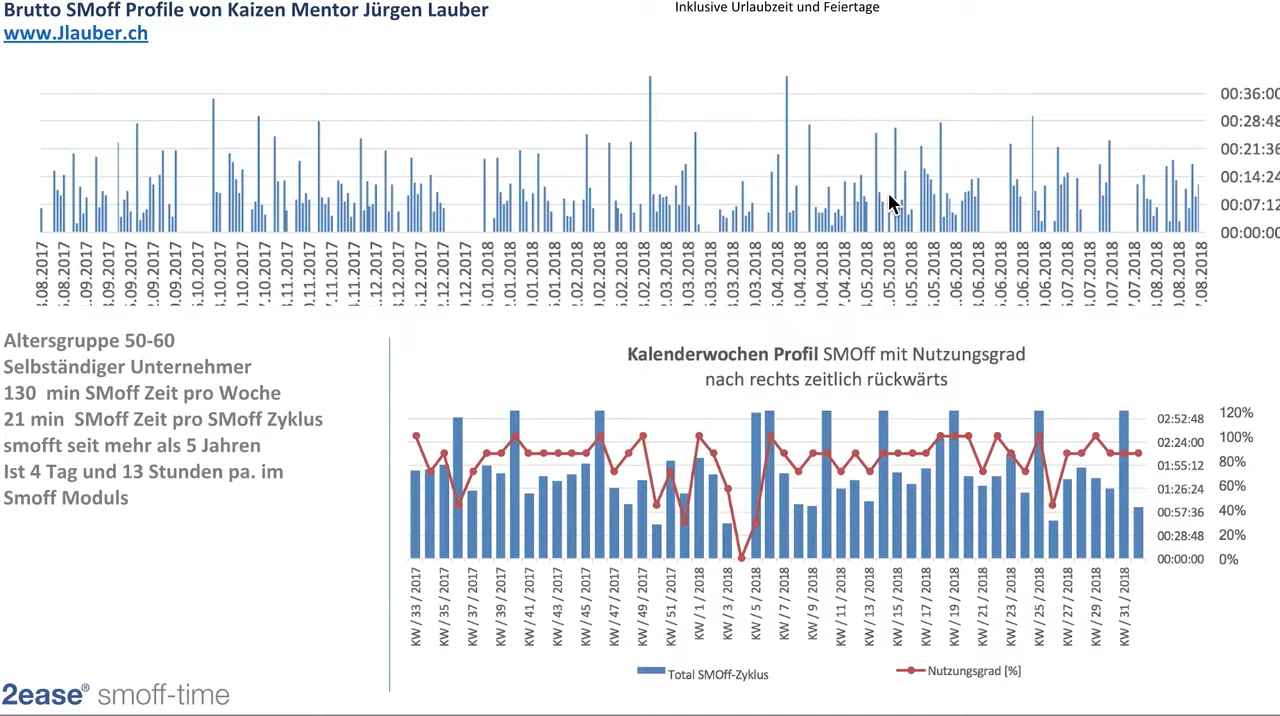 Brutto SMoff Profile von Kaizen Mentor Jürgen Lauber
www.Jlauber.ch
Inklusive Urlaubzeit und Feiertage
00:36:00
00:28:48
00:21:36
00:14:24
00:07:12
00:00:00
Altersgruppe 50-60
Selbständiger Unternehmer
130 min SMoff Zeit pro Woche
21 min SMoff Zeit pro SMoff Zyklus
smofft seit mehr als 5 Jahren
Ist 4 Tag und 13 Stunden pa. im
Smoff Moduls
Kalenderwochen Profil SMOff mit Nutzungsgrad
nach rechts zeitlich rückwärts
02:52:48
02:24:00
01:55:12
01:26:24
00:57:36
00:28:48
00:00:00
120%
100%
80%
60%
40%
20%
0%
KW / 33 / 2017
KW / 35 / 2017
KW / 37 / 2017
KW / 39 / 2017
KW / 41 / 2017
KW / 43 / 2017
KW / 45 / 2017
KW / 47 / 2017
KW / 49 / 2017
KW / 51 / 2017
KW / 1 / 2018
KW / 3 / 2018
KW / 5 / 2018
KW / 7 / 2018
KW / 9 / 2018
KW / 11 / 2018
KW / 13 / 2018
KW / 15 / 2018
KW / 17 / 2018
KW / 19 / 2018
KW / 21 / 2018
KW / 23 / 2018
KW / 25 / 2018
KW / 27 / 2018
KW / 29 / 2018
KW / 31 / 2018
Total SMOff-Zyklus
Nutzungsgrad [%]
2ease® smoff-time